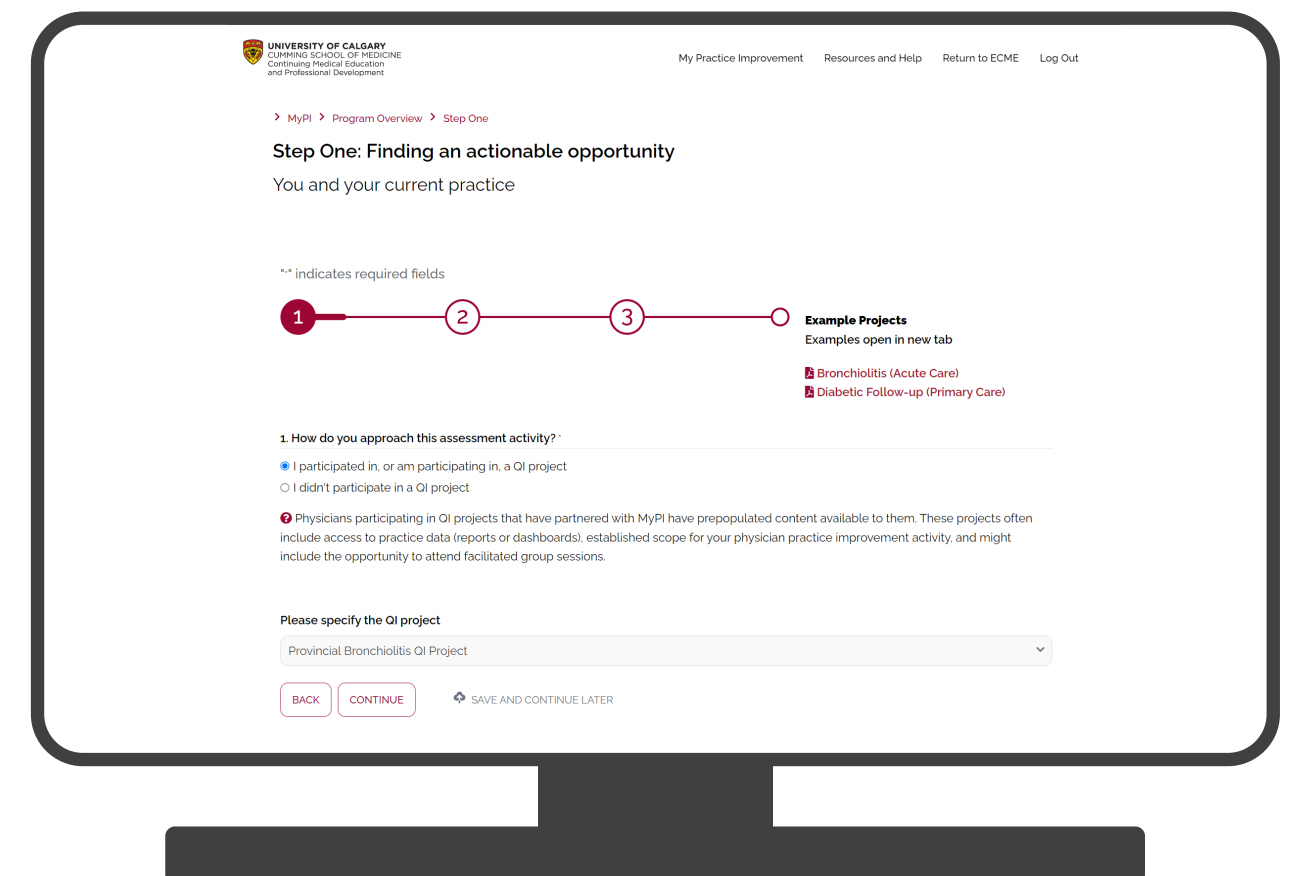 UNIVERSITY OF CALGARY
CUMMING SCHOOL OF MEDICINE
Continuing Medical Education
and Professional Development
My Practice Improvement Resources and Help Return to ECME Log Out
> MyPI > Program Overview > Step One
Step One: Finding an actionable opportunity
You and your current practice
"*" indicates required fields
1 2 3
Example Projects
Examples open in new tab
Bronchiolitis (Acute Care)
Diabetic Follow-up (Primary Care)
1. How do you approach this assessment activity? *
I participated in, or am participating in, a QI project
I didn't participate in a QI project
Physicians participating in QI projects that have partnered with MyPI have prepopulated content available to them. These projects often
include access to practice data (reports or dashboards), established scope for your physician practice improvement activity, and might
include the opportunity to attend facilitated group sessions.
Please specify the QI project
Provincial Bronchiolitis QI Project
BACK CONTINUE SAVE AND CONTINUE LATER